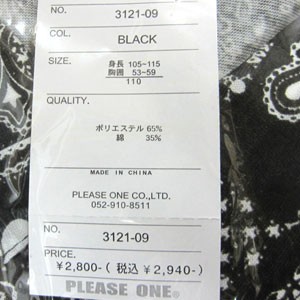 NO. 3121-09
COL. BLACK
SIZE. 身長 105~115
胸囲 53~59
110
QUALITY.
ポリエステル 65%
綿 35%
MADE IN CHINA
PLEASE ONE CO.,LTD.
052-910-8511
NO. 3121-09
PRICE.
¥2,800-(税込¥2,940-)
PLEASE ONE.